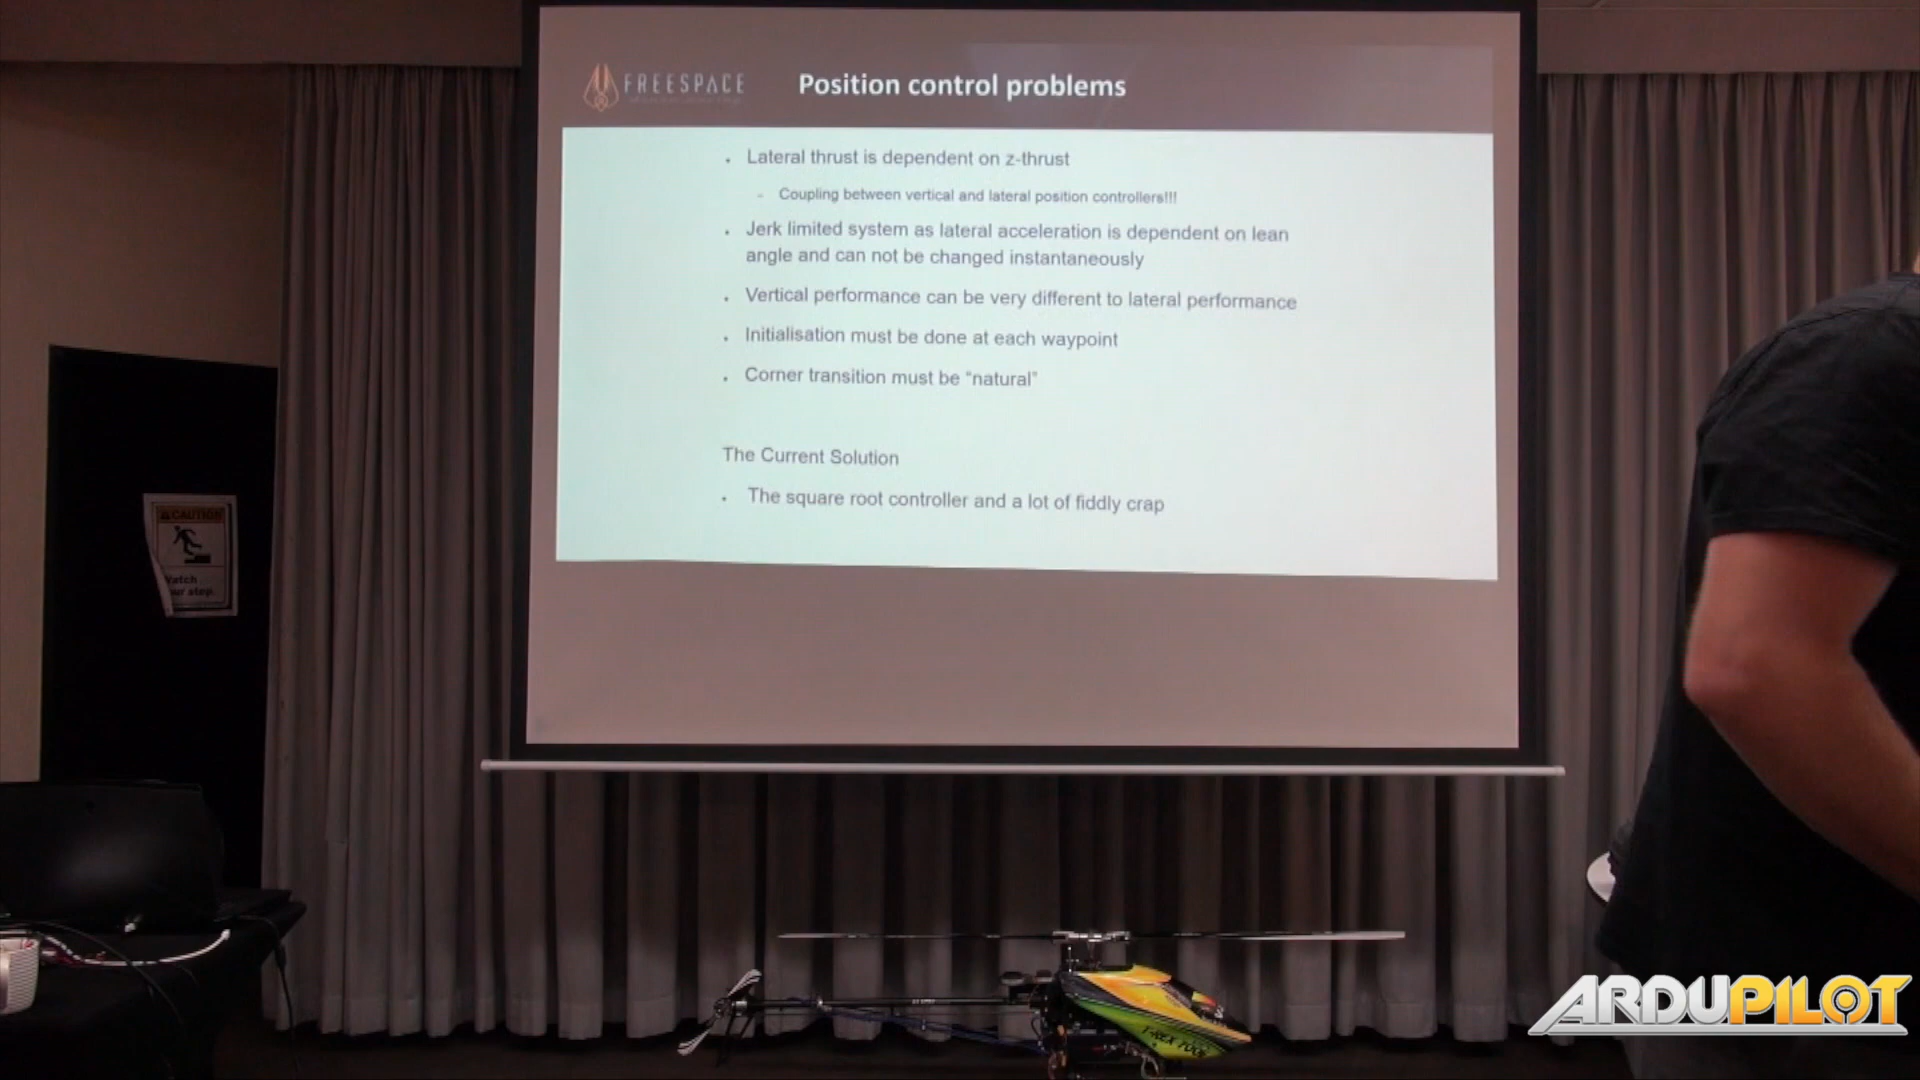 FREESPACE
Position control problems
Lateral thrust is dependent on z-thrust
Coupling between vertical and lateral position controllers!!!
Jerk limited system as lateral acceleration is dependent on lean
angle and can not be changed instantaneously
Vertical performance can be very different to lateral performance
Initialisation must be done at each waypoint
Corner transition must be "natural"
The Current Solution
The square root controller and a lot of fiddly crap
CAUTION
step.
T-REX 700
ARDUPILOT